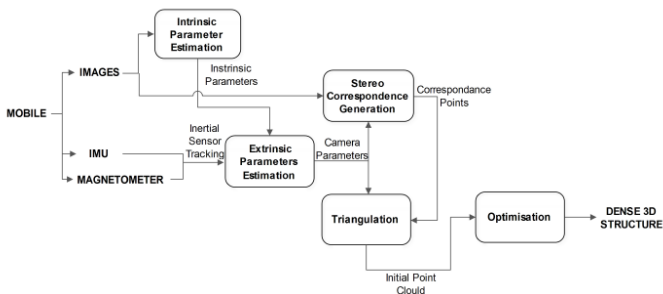 Intrinsic
Parameter
Estimation
IMAGES
Instrinsic
Parameters
Stereo
Correspondence
Generation
Correspondance
Points
MOBILE
Inertial
Sensor
Tracking
IMU
MAGNETOMETER
Extrinsic
Parameters
Estimation
Camera
Parameters
Triangulation
Optimisation
DENSE 3D
STRUCTURE
Initial Point
Clould